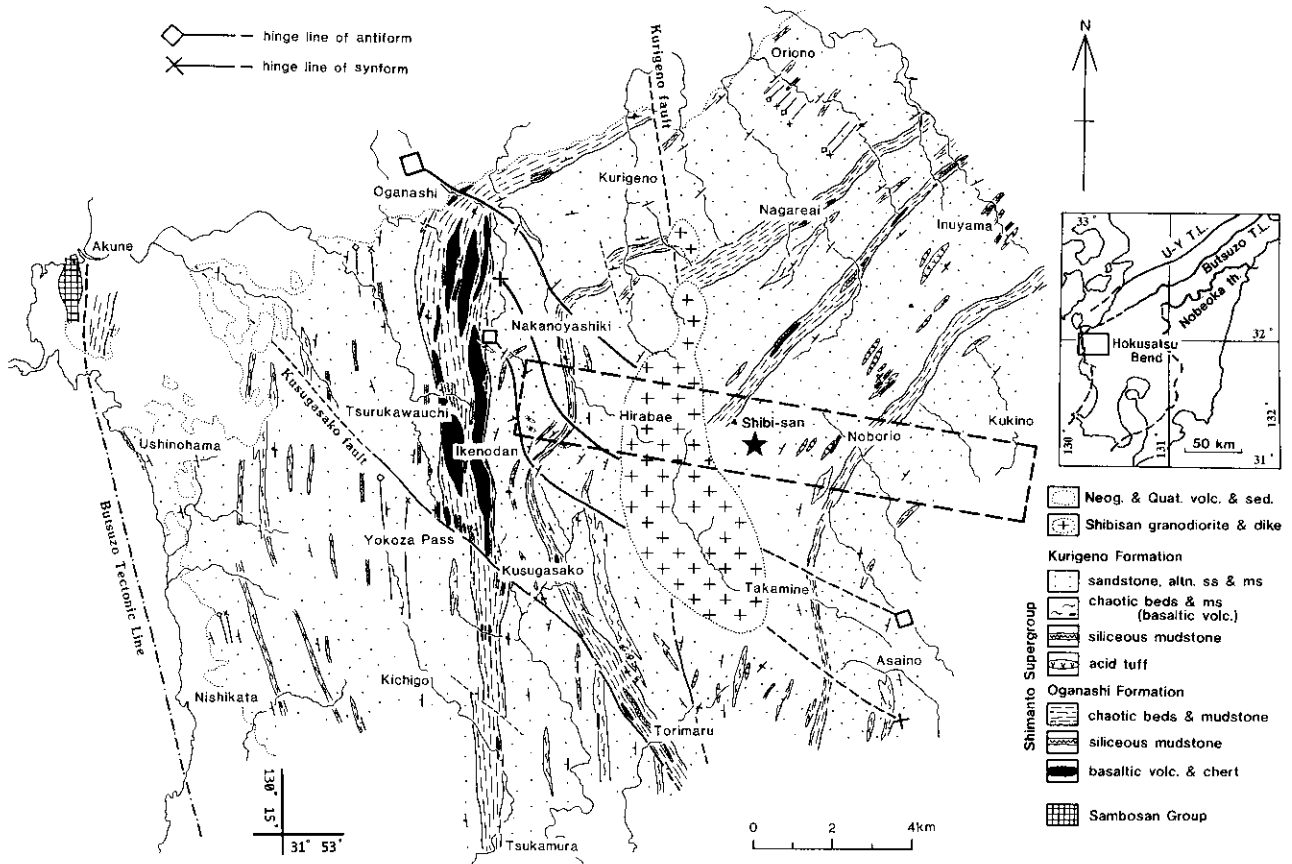 hinge line of antiform
hinge line of synform
N
Oriono
Kurigeno fault
Oganashi
Kurigeno
Nagareai
Inuyama
Akune
Nakanoyashiki
Kusugasako fault
Tsurukawauchi
Hirabae
Shibi-san
Kukino
Ushinohama
Ikenodan
Noborio
Butsuzo Tectonic Line
Yokoza Pass
Kusugasako
Takamine
Asaino
Nishikata
Kichigo
Torimaru
Tsukamura
130° 15'
31° 53'
0 2 4km
33°
U-Y T.L.
Butsuzo T.L.
Nobeoka th.
32°
Hokusatsu
Bend
130
131°
132°
50 km
31°
Neog. & Quat. volc. & sed.
Shibisan granodiorite & dike
Shimanto Supergroup
Kurigeno Formation
sandstone, altn. ss & ms
chaotic beds & ms
(basaltic volc.)
siliceous mudstone
acid tuff
Oganashi Formation
chaotic beds & mudstone
siliceous mudstone
basaltic volc. & chert
Sambosan Group